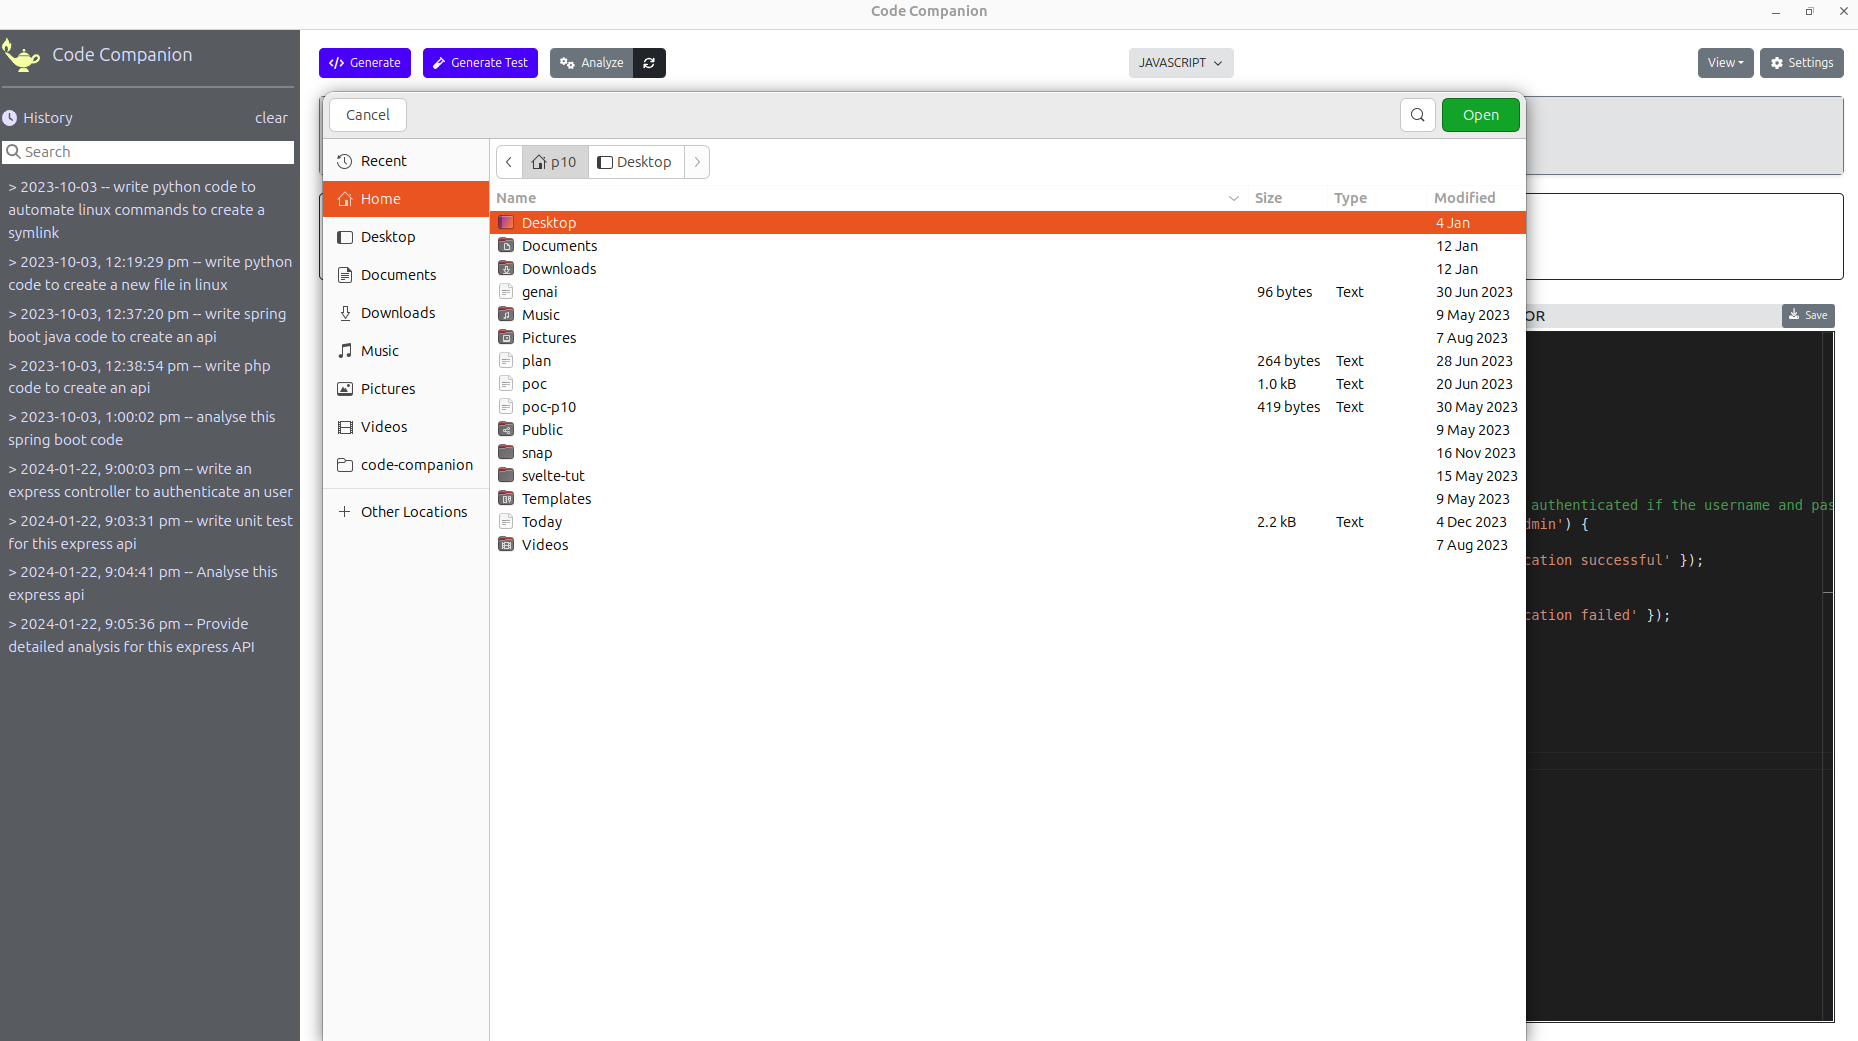 Code Companion
Code Companion
History clear
Search
> 2023-10-03 -- write python code to
automate linux commands to create a
symlink
> 2023-10-03, 12:19:29 pm -- write python
code to create a new file in linux
> 2023-10-03, 12:37:20 pm -- write spring
boot java code to create an api
> 2023-10-03, 12:38:54 pm -- write php
code to create an api
> 2023-10-03, 1:00:02 pm -- analyse this
spring boot code
> 2024-01-22, 9:00:03 pm -- write an
express controller to authenticate an user
> 2024-01-22, 9:03:31 pm -- write unit test
for this express api
> 2024-01-22, 9:04:41 pm -- Analyse this
express api
> 2024-01-22, 9:05:36 pm -- Provide
detailed analysis for this express API
</> Generate Generate Test Analyze JAVASCRIPT View Settings
Cancel Open
Recent
Home
Desktop
Documents
Downloads
Music
Pictures
Videos
code-companion
+ Other Locations
p10 Desktop
Name Size Type Modified
Desktop 4 Jan
Documents 12 Jan
Downloads 12 Jan
genai 96 bytes Text 30 Jun 2023
Music 9 May 2023
Pictures 7 Aug 2023
plan 264 bytes Text 28 Jun 2023
poc 1.0 kB Text 20 Jun 2023
poc-p10 419 bytes Text 30 May 2023
Public 9 May 2023
snap 16 Nov 2023
svelte-tut 15 May 2023
Templates 9 May 2023
Today 2.2 kB Text 4 Dec 2023
Videos 7 Aug 2023
OR Save
authenticated if the username and pas
dmin') {
cation successful' });
cation failed' });